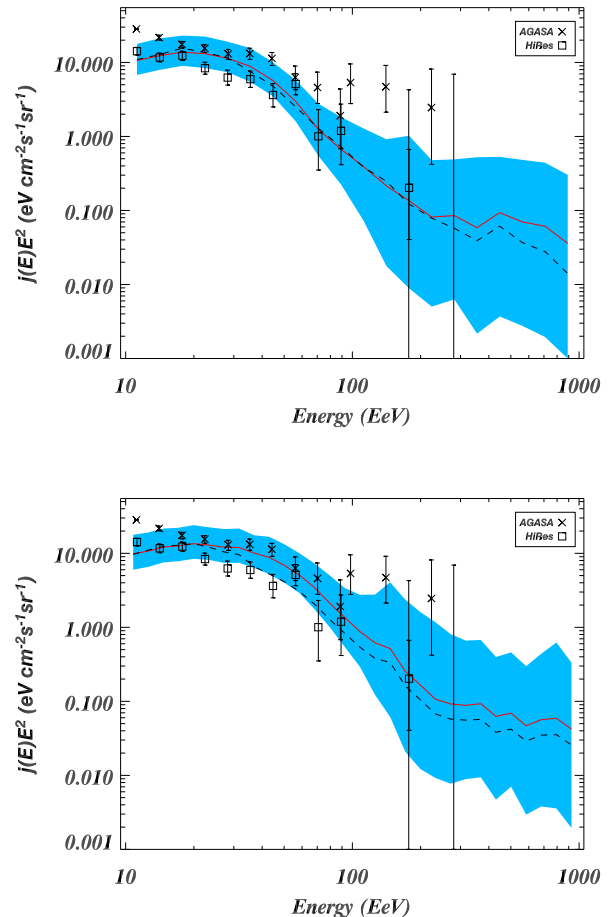 AGASA
HiRes
10.000
1.000
0.100
0.010
0.001
j(E)E² (eV cm⁻²s⁻¹sr⁻¹)
10
100
1000
Energy (EeV)
AGASA
HiRes
10.000
1.000
0.100
0.010
0.001
j(E)E² (eV cm⁻²s⁻¹sr⁻¹)
10
100
1000
Energy (EeV)